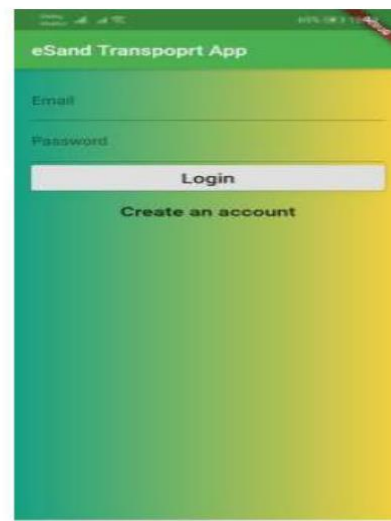 eSand Transpoprt App
Email
Password
Login
Create an account